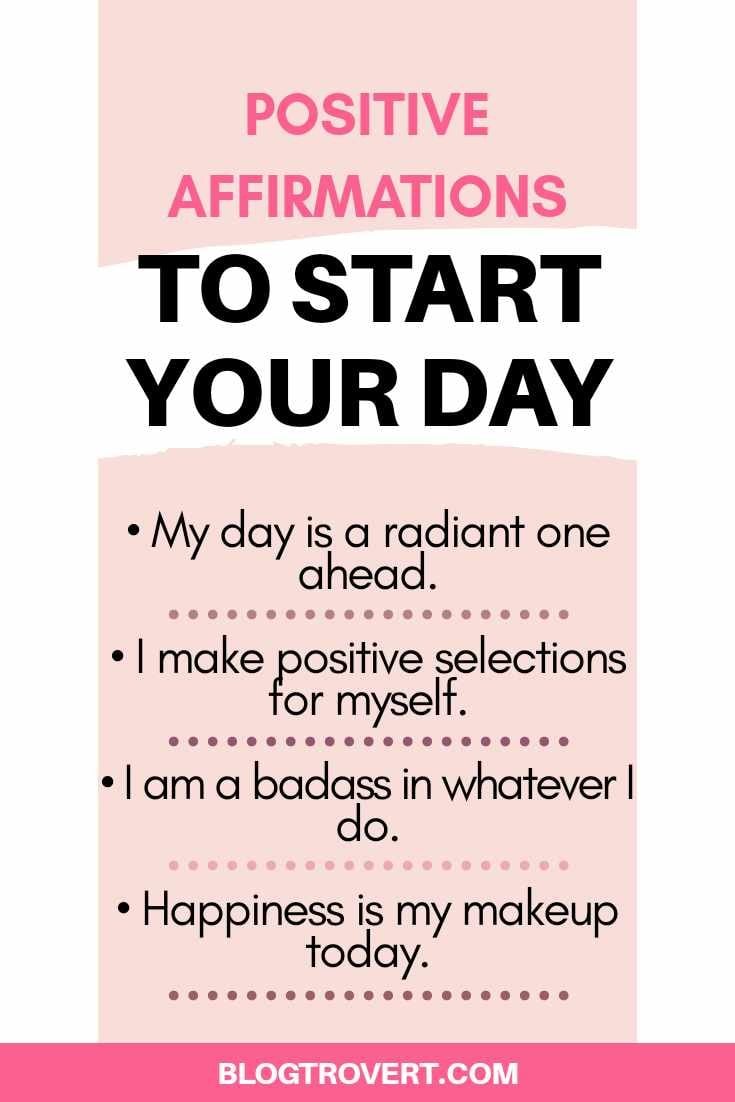 POSITIVE
AFFIRMATIONS
TO START
YOUR DAY
• My day is a radiant one
ahead.
• I make positive selections
for myself.
• I am a badass in whatever I
do.
• Happiness is my makeup
today.
BLOGTROVERT.COM